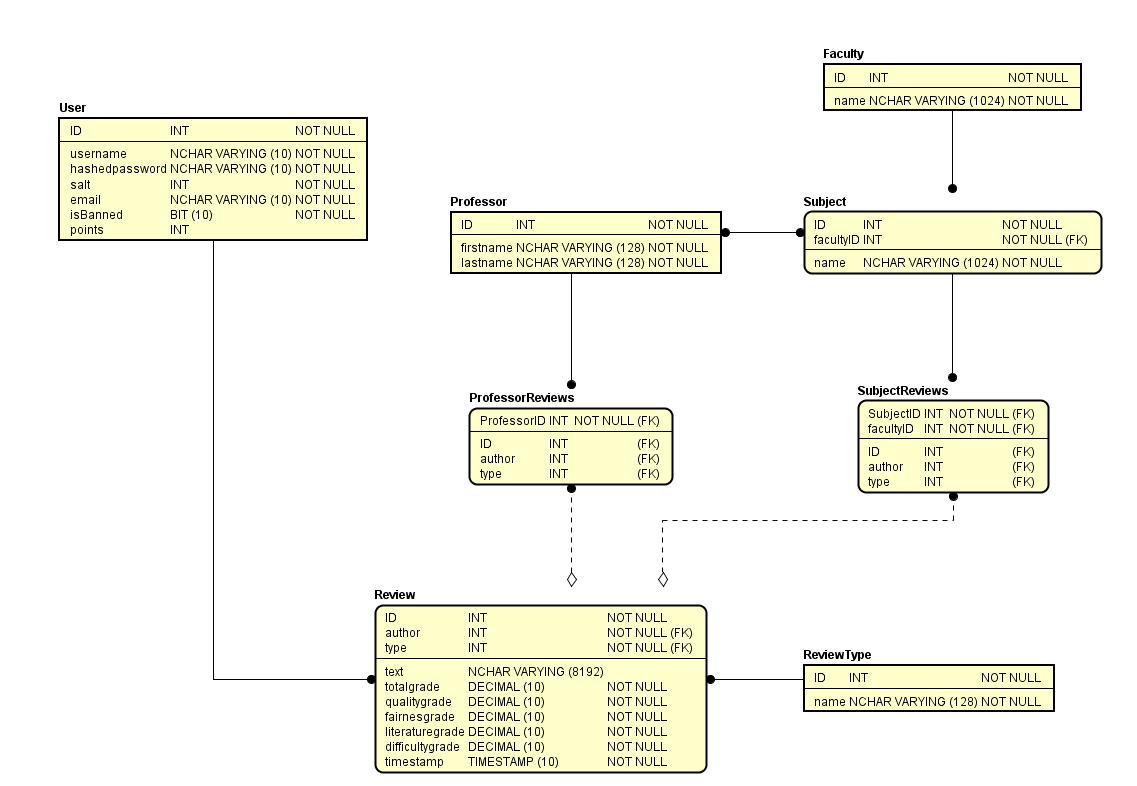 Faculty
ID INT NOT NULL
name NCHAR VARYING (1024) NOT NULL
User
ID INT NOT NULL
username NCHAR VARYING (10) NOT NULL
hashedpassword NCHAR VARYING (10) NOT NULL
salt INT NOT NULL
email NCHAR VARYING (10) NOT NULL
isBanned BIT (10) NOT NULL
points INT
Professor
ID INT NOT NULL
firstname NCHAR VARYING (128) NOT NULL
lastname NCHAR VARYING (128) NOT NULL
Subject
ID INT NOT NULL
facultyID INT NOT NULL (FK)
name NCHAR VARYING (1024) NOT NULL
ProfessorReviews
ProfessorID INT NOT NULL (FK)
ID INT (FK)
author INT (FK)
type INT (FK)
SubjectReviews
SubjectID INT NOT NULL (FK)
facultyID INT NOT NULL (FK)
ID INT (FK)
author INT (FK)
type INT (FK)
Review
ID INT NOT NULL
author INT NOT NULL (FK)
type INT NOT NULL (FK)
text NCHAR VARYING (8192)
totalgrade DECIMAL (10) NOT NULL
qualitygrade DECIMAL (10) NOT NULL
fairnesgrade DECIMAL (10) NOT NULL
literaturegrade DECIMAL (10) NOT NULL
difficultygrade DECIMAL (10) NOT NULL
timestamp TIMESTAMP (10) NOT NULL
ReviewType
ID INT NOT NULL
name NCHAR VARYING (128) NOT NULL